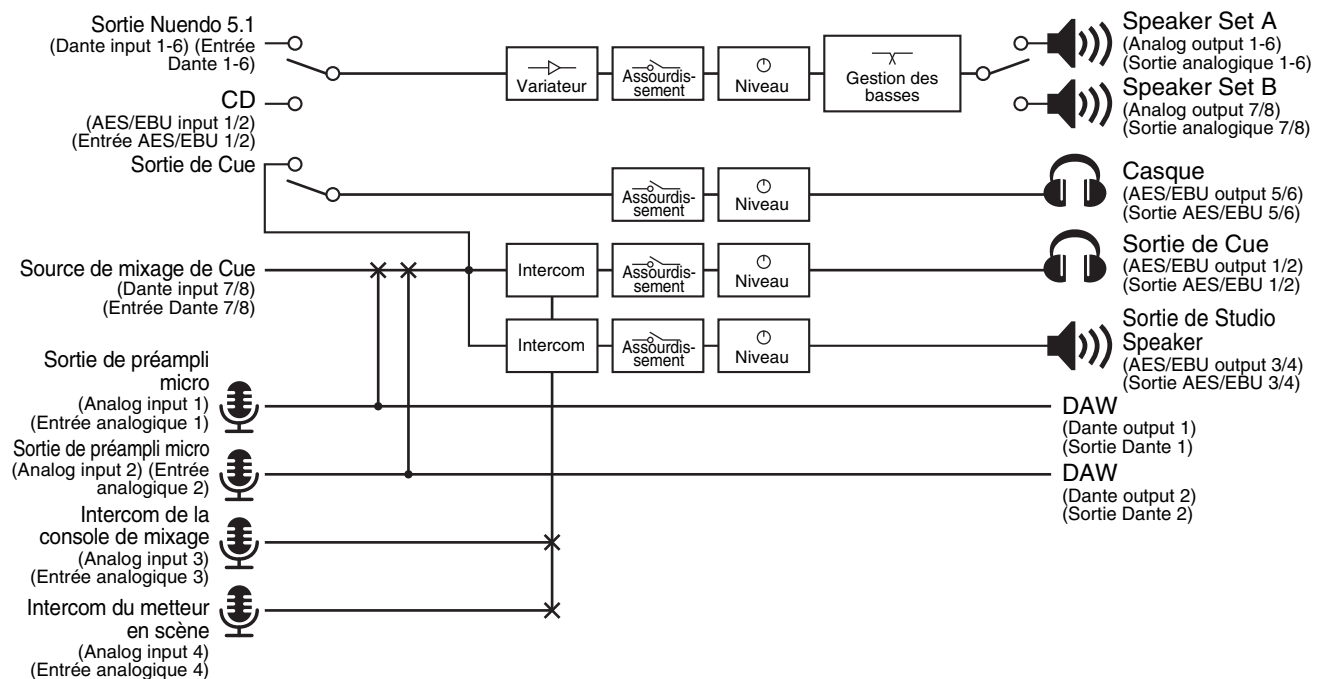 Sortie Nuendo 5.1
(Dante input 1-6) (Entrée
Dante 1-6)
CD
(AES/EBU input 1/2)
(Entrée AES/EBU 1/2)
Sortie de Cue
Source de mixage de Cue
(Dante input 7/8)
(Entrée Dante 7/8)
Sortie de préampli
micro
(Analog input 1)
(Entrée analogique 1)
Sortie de préampli micro
(Analog input 2) (Entrée
analogique 2)
Intercom de la
console de mixage
(Analog input 3)
(Entrée analogique 3)
Intercom du metteur
en scène
(Analog input 4)
(Entrée analogique 4)
Variateur
Assourdis-
sement
Niveau
Gestion des
basses
Assourdis-
sement
Niveau
Intercom
Assourdis-
sement
Niveau
Intercom
Assourdis-
sement
Niveau
Speaker Set A
(Analog output 1-6)
(Sortie analogique 1-6)
Speaker Set B
(Analog output 7/8)
(Sortie analogique 7/8)
Casque
(AES/EBU output 5/6)
(Sortie AES/EBU 5/6)
Sortie de Cue
(AES/EBU output 1/2)
(Sortie AES/EBU 1/2)
Sortie de Studio
Speaker
(AES/EBU output 3/4)
(Sortie AES/EBU 3/4)
DAW
(Dante output 1)
(Sortie Dante 1)
DAW
(Dante output 2)
(Sortie Dante 2)